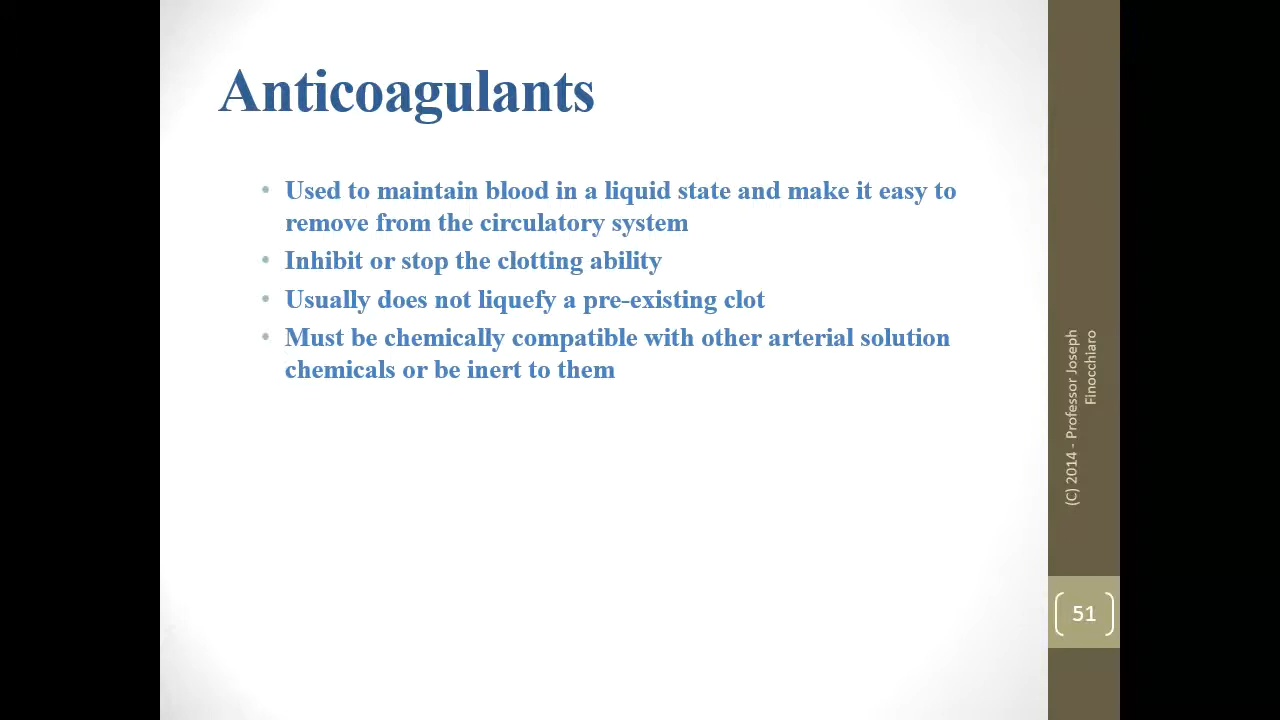 Anticoagulants
• Used to maintain blood in a liquid state and make it easy to
remove from the circulatory system
• Inhibit or stop the clotting ability
• Usually does not liquefy a pre-existing clot
• Must be chemically compatible with other arterial solution
chemicals or be inert to them
(C) 2014 - Professor Joseph
Finocchiaro
51